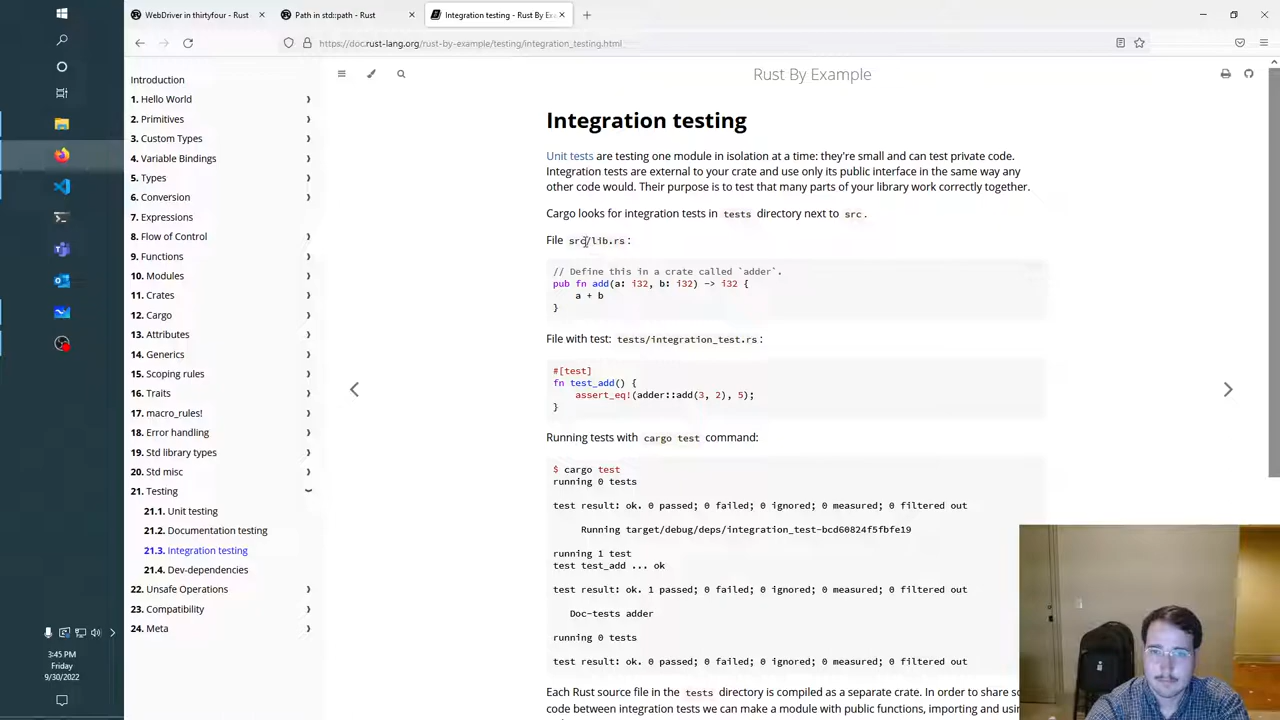 WebDriver in thirtyfour - Rust
Path in std::path - Rust
Integration testing - Rust By Exa
https://doc.rust-lang.org/rust-by-example/testing/integration_testing.html
Introduction
1. Hello World
2. Primitives
3. Custom Types
4. Variable Bindings
5. Types
6. Conversion
7. Expressions
8. Flow of Control
9. Functions
10. Modules
11. Crates
12. Cargo
13. Attributes
14. Generics
15. Scoping rules
16. Traits
17. macro_rules!
18. Error handling
19. Std library types
20. Std misc
21. Testing
21.1. Unit testing
21.2. Documentation testing
21.3. Integration testing
21.4. Dev-dependencies
22. Unsafe Operations
23. Compatibility
24. Meta
Rust By Example
Integration testing
Unit tests are testing one module in isolation at a time: they're small and can test private code.
Integration tests are external to your crate and use only its public interface in the same way any
other code would. Their purpose is to test that many parts of your library work correctly together.
Cargo looks for integration tests in tests directory next to src.
File src/lib.rs:
// Define this in a crate called `adder`.
pub fn add(a: i32, b: i32) -> i32 {
a + b
}
File with test: tests/integration_test.rs:
#[test]
fn test_add() {
assert_eq!(adder::add(3, 2), 5);
}
Running tests with cargo test command:
$ cargo test
running 0 tests
test result: ok. 0 passed; 0 failed; 0 ignored; 0 measured; 0 filtered out
Running target/debug/deps/integration_test-bcd60824f5fbfe19
running 1 test
test test_add ... ok
test result: ok. 1 passed; 0 failed; 0 ignored; 0 measured; 0 filtered out
Doc-tests adder
running 0 tests
test result: ok. 0 passed; 0 failed; 0 ignored; 0 measured; 0 filtered out
Each Rust source file in the tests directory is compiled as a separate crate. In order to share
code between integration tests we can make a module with public functions, importing and
3:45 PM
Friday
9/30/2022